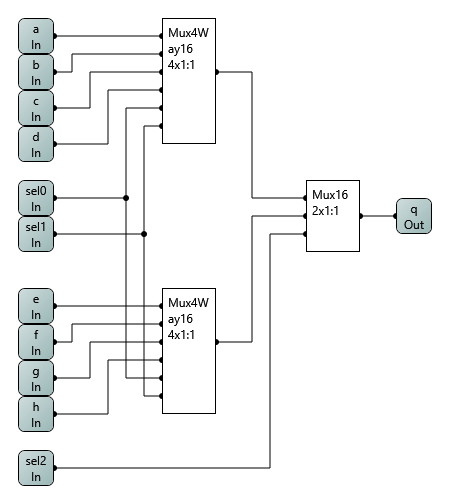 a
In
b
In
c
In
d
In
sel0
In
sel1
In
Mux4W
ay16
4x1:1
Mux16
2x1:1
q
Out
e
In
f
In
g
In
h
In
Mux4W
ay16
4x1:1
sel2
In